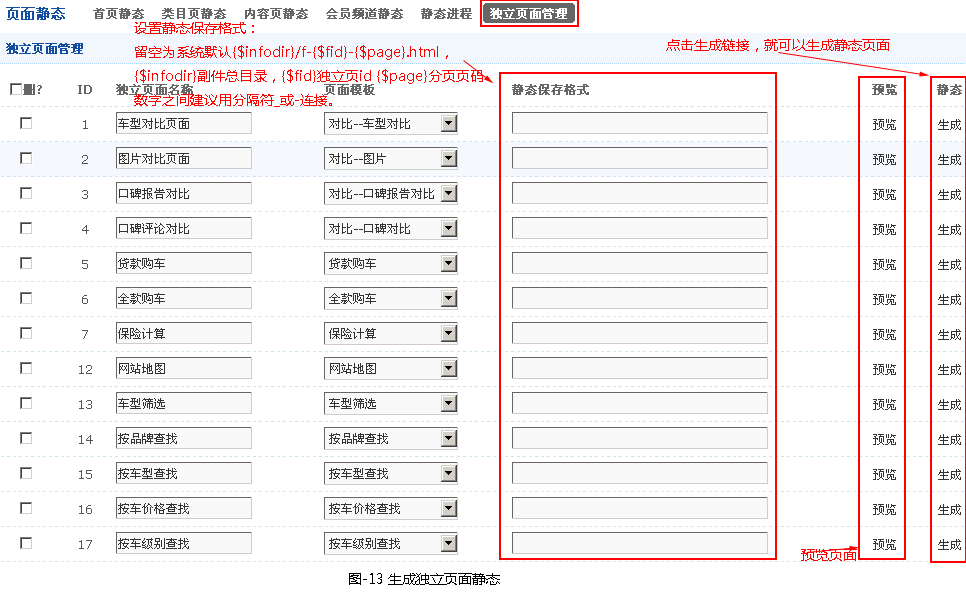 页面静态 首页静态 类目页静态 内容页静态 会员频道静态 静态进程 独立页面管理
设置静态保存格式：
独立页面管理
留空为系统默认{$infodir}/f-{$fid}-{$page}.html，
点击生成链接，就可以生成静态页面
{$infodir}副件总目录，{$fid}独立页id {$page}分页页码
数字之间建议用分隔符_或-连接。
删? ID 独立页面名称 页面模板 静态保存格式 预览 静态
1 车型对比页面 对比--车型对比 预览 生成
2 图片对比页面 对比--图片 预览 生成
3 口碑报告对比 对比--口碑报告对比 预览 生成
4 口碑评论对比 对比--口碑对比 预览 生成
5 贷款购车 贷款购车 预览 生成
6 全款购车 全款购车 预览 生成
7 保险计算 保险计算 预览 生成
12 网站地图 网站地图 预览 生成
13 车型筛选 车型筛选 预览 生成
14 按品牌查找 按品牌查找 预览 生成
15 按车型查找 按车型查找 预览 生成
16 按车价格查找 按车价格查找 预览 生成
17 按车级别查找 按车级别查找 预览 生成
预览页面
图-13 生成独立页面静态